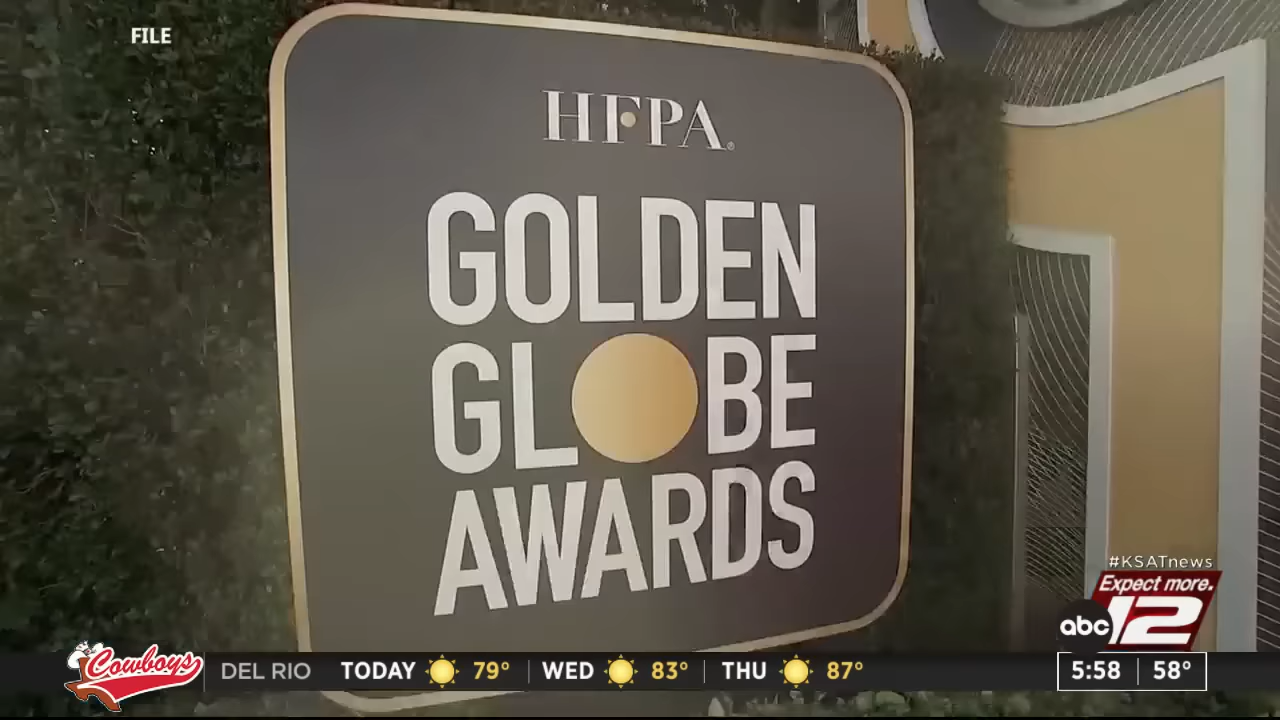 FILE
HFPA®
GOLDEN
GLOBE
AWARDS
#KSATnews
Expect more.
abc 12
Cowboys DEL RIO TODAY 79° WED 83° THU 87° 5:58 58°